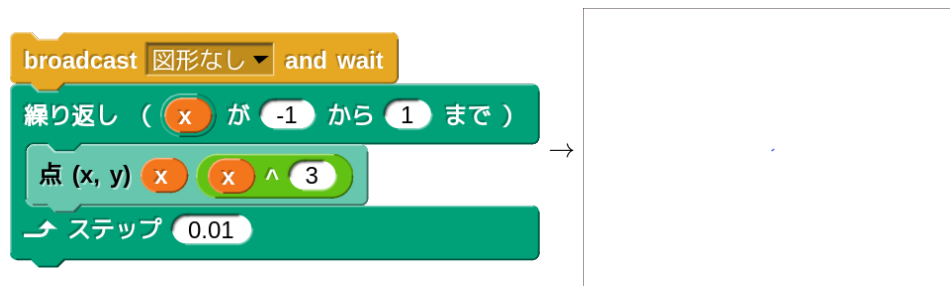 broadcast 図形なし and wait
繰り返し ( x が -1 から 1 まで )
点 (x, y) x x ^ 3
ステップ 0.01
→